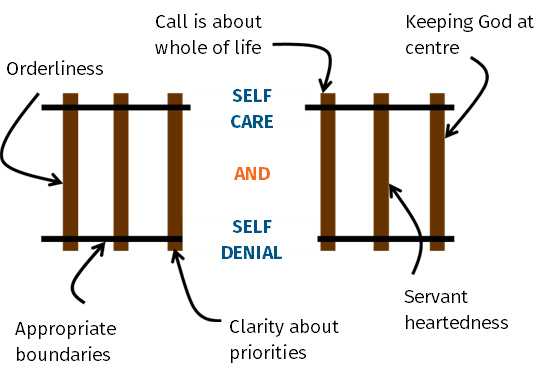 Call is about
whole of life
Keeping God at
centre
Orderliness
SELF
CARE
AND
SELF
DENIAL
Appropriate
boundaries
Clarity about
priorities
Servant
heartedness